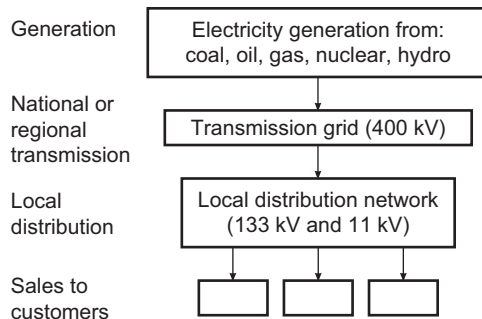 Generation
Electricity generation from:
coal, oil, gas, nuclear, hydro
National or
regional
transmission
Transmission grid (400 kV)
Local
distribution
Local distribution network
(133 kV and 11 kV)
Sales to
customers